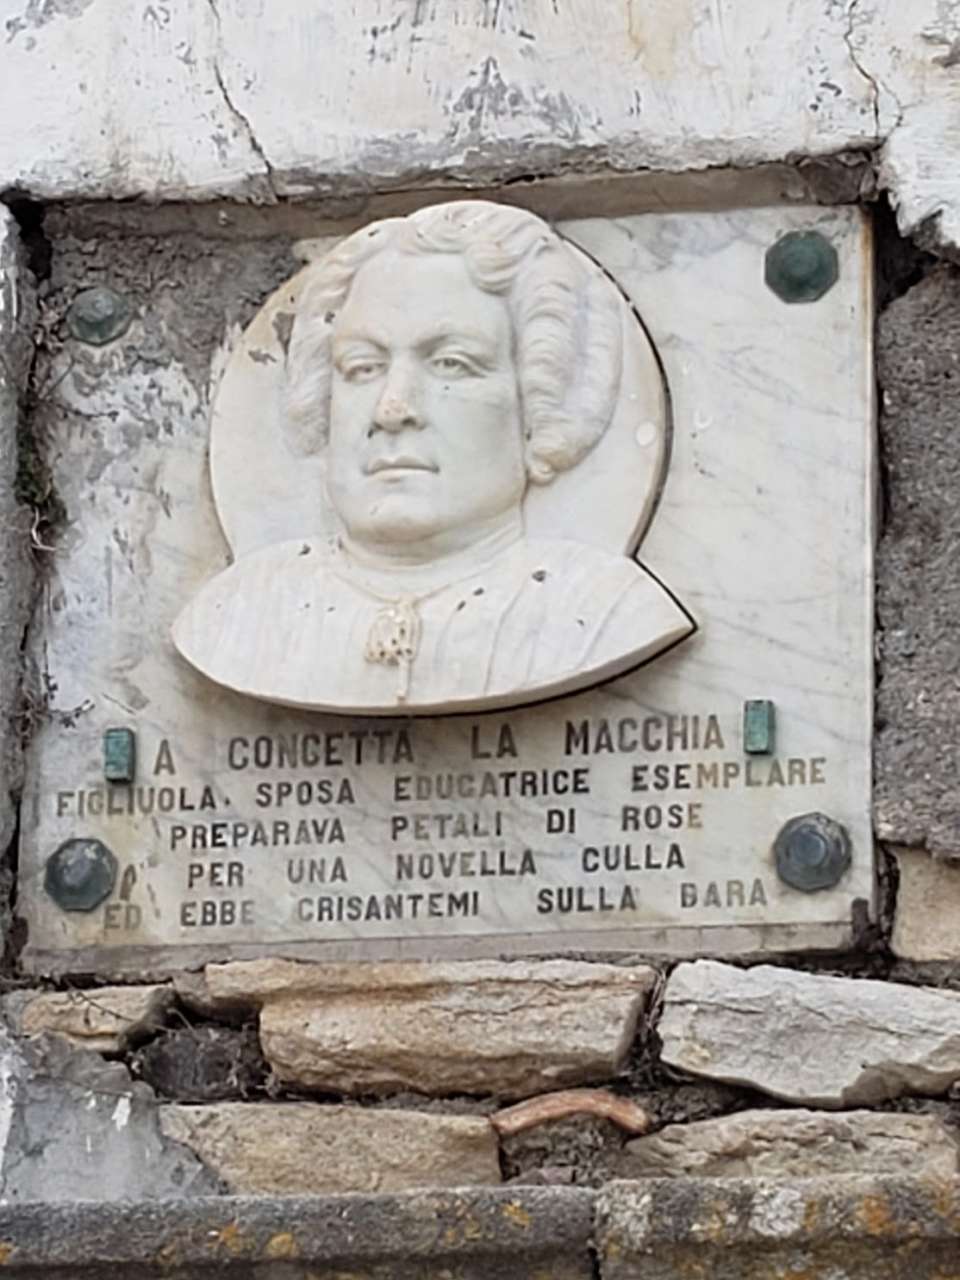 A CONCETTA LA MACCHIA
FIGLIUOLA. SPOSA EDUCATRICE ESEMPLARE
PREPARAVA PETALI DI ROSE
PER UNA NOVELLA CULLA
ED EBBE CRISANTEMI SULLA BARA